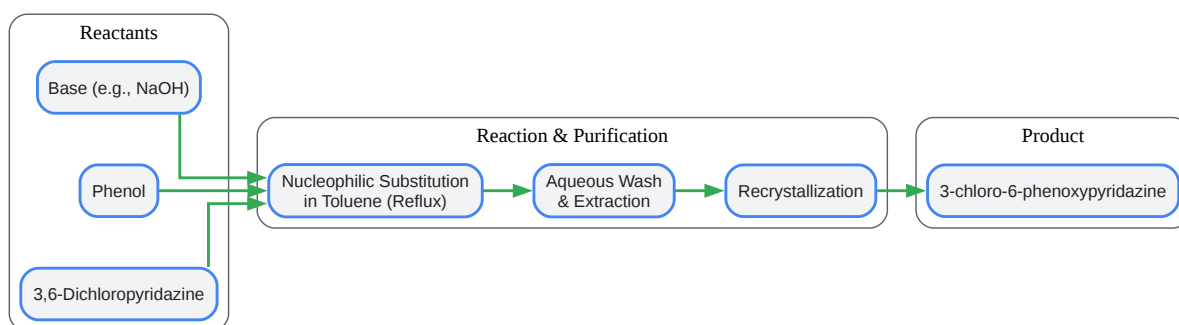 Reactants
Base (e.g., NaOH)
Phenol
3,6-Dichloropyridazine
Reaction & Purification
Nucleophilic Substitution
in Toluene (Reflux)
Aqueous Wash
& Extraction
Recrystallization
Product
3-chloro-6-phenoxypyridazine